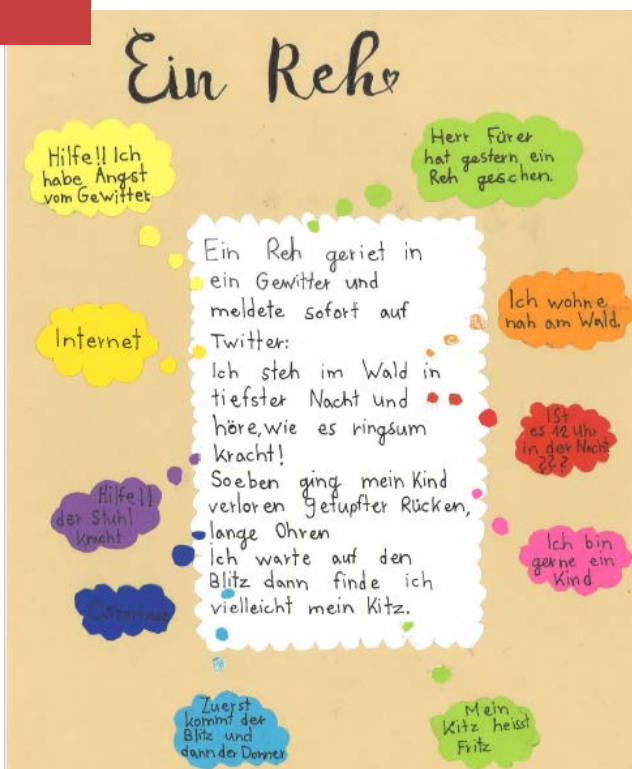 Ein Reh
Hilfe!! Ich
habe Angst
vom Gewitter
Herr Fürer
hat gestern ein
Reh geschen.
Ein Reh geriet in
ein Gewitter und
meldete sofort auf
Twitter:
Ich steh im Wald in
tiefster Nacht und
höre, wie es ringsum
kracht!
Soeben ging mein Kind
verloren Getupfter Rücken,
lange Ohren
ich warte auf den
Blitz dann finde ich
vielleicht mein Kitz.
Internet
Ich wohne
nah am Wald.
Ist
es 12 Uhr
in der Nacht
???
Hilfe!!
der Stuhl
kracht
Ich bin
gerne ein
Kind
Osterhase
Zuerst
kommt der
Blitz und
dann der Donner
Mein
Kitz heisst
Fritz